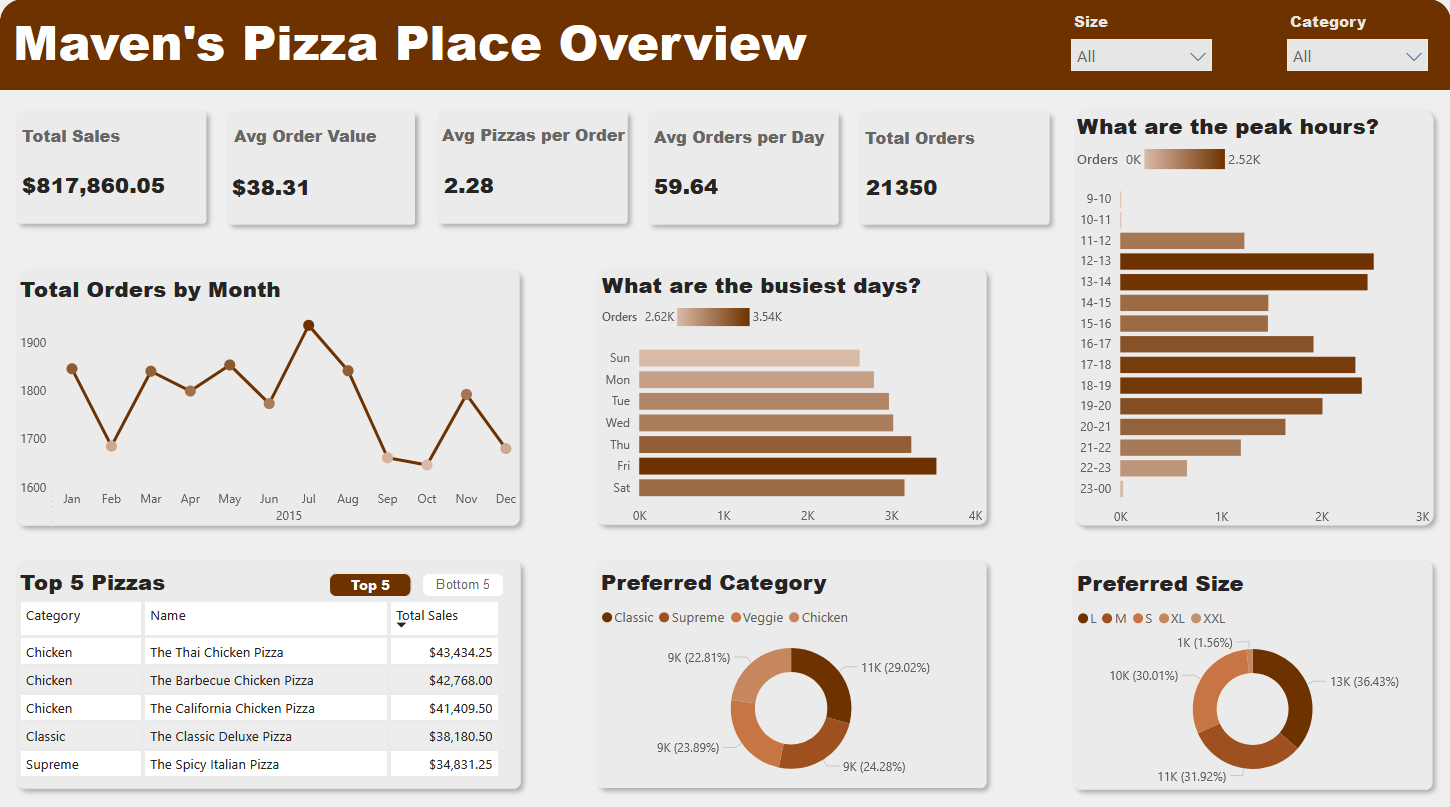 Maven's Pizza Place Overview
Size
All
Category
All
Total Sales
$817,860.05
Avg Order Value
$38.31
Avg Pizzas per Order
2.28
Avg Orders per Day
59.64
Total Orders
21350
What are the peak hours?
Orders 0K 2.52K
9-10
10-11
11-12
12-13
13-14
14-15
15-16
16-17
17-18
18-19
19-20
20-21
21-22
22-23
23-00
0K 1K 2K 3K
Total Orders by Month
1900
1800
1700
1600
Jan Feb Mar Apr May Jun Jul Aug Sep Oct Nov Dec
2015
What are the busiest days?
Orders 2.62K 3.54K
Sun
Mon
Tue
Wed
Thu
Fri
Sat
0K 1K 2K 3K 4K
Top 5 Pizzas
Top 5
Bottom 5
Category Name Total Sales
Chicken The Thai Chicken Pizza $43,434.25
Chicken The Barbecue Chicken Pizza $42,768.00
Chicken The California Chicken Pizza $41,409.50
Classic The Classic Deluxe Pizza $38,180.50
Supreme The Spicy Italian Pizza $34,831.25
Preferred Category
Classic Supreme Veggie Chicken
9K (22.81%)
11K (29.02%)
9K (23.89%)
9K (24.28%)
Preferred Size
L M S XL XXL
1K (1.56%)
10K (30.01%)
13K (36.43%)
11K (31.92%)